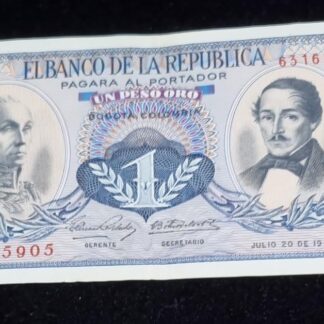 EL BANCO DE LA REPUBLICA
6316
PAGARA AL PORTADOR
UN PESO ORO
BOGOTA COLOMBIA
1
5905
GERENTE
SECRETARIO
JULIO 20 DE 19